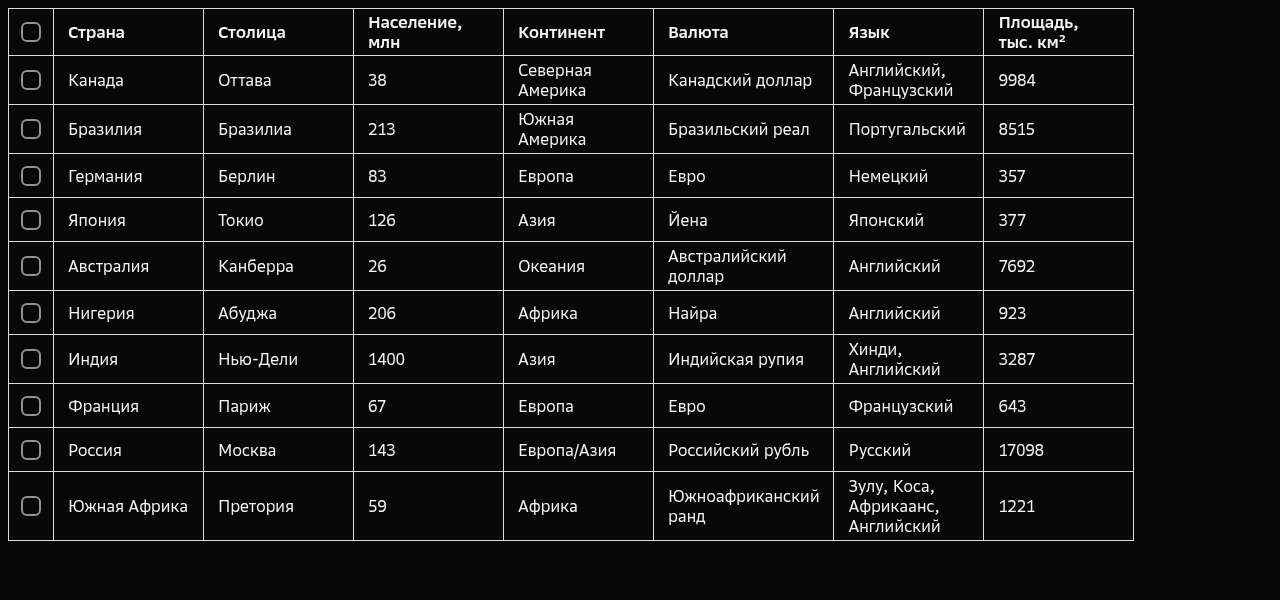 Страна Столица Население, млн Континент Валюта Язык Площадь, тыс. км²
Канада Оттава 38 Северная Америка Канадский доллар Английский, Французский 9984
Бразилия Бразилиа 213 Южная Америка Бразильский реал Португальский 8515
Германия Берлин 83 Европа Евро Немецкий 357
Япония Токио 126 Азия Йена Японский 377
Австралия Канберра 26 Океания Австралийский доллар Английский 7692
Нигерия Абуджа 206 Африка Найра Английский 923
Индия Нью-Дели 1400 Азия Индийская рупия Хинди, Английский 3287
Франция Париж 67 Европа Евро Французский 643
Россия Москва 143 Европа/Азия Российский рубль Русский 17098
Южная Африка Претория 59 Африка Южноафриканский ранд Зулу, Коса, Африкаанс, Английский 1221